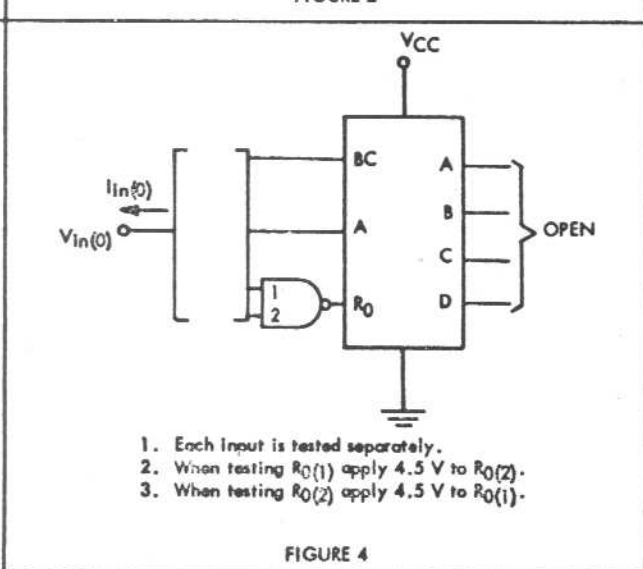 FIGURE 2
VCC
BC
A
R0
A
B
C
D
OPEN
Iin(0)
Vin(0)
1
2
1. Each input is tested separately.
2. When testing R0(1) apply 4.5 V to R0(2).
3. When testing R0(2) apply 4.5 V to R0(1).
FIGURE 4